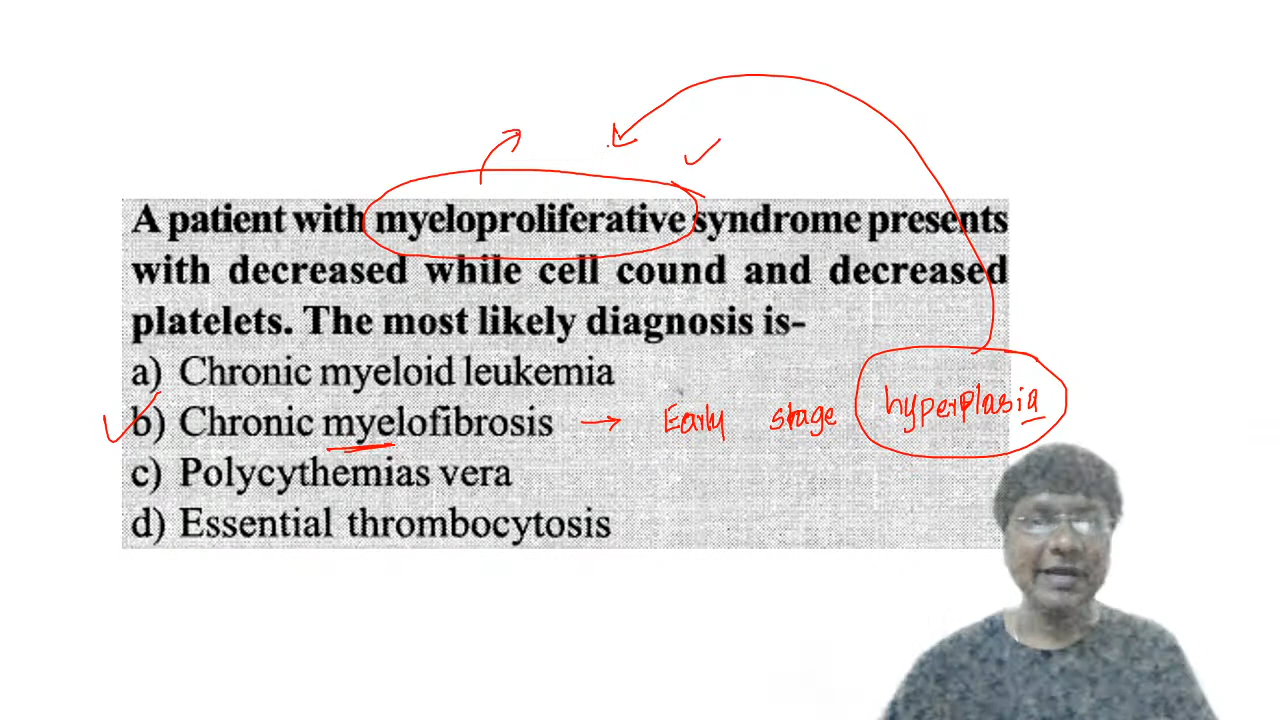 A patient with myeloproliferative syndrome presents
with decreased while cell cound and decreased
platelets. The most likely diagnosis is-
a) Chronic myeloid leukemia
b) Chronic myelofibrosis → Early stage hyperplasia
c) Polycythemias vera
d) Essential thrombocytosis